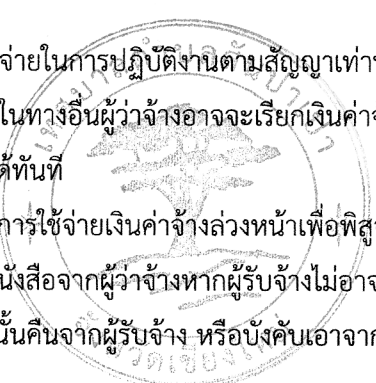 จ่ายในการปฏิบัติงานตามสัญญาเท่า
ในทางอื่นผู้ว่าจ้างอาจจะเรียกเงินค่าจ
ด้ทันที
การใช้จ่ายเงินค่าจ้างล่วงหน้าเพื่อพิสู
นังสือจากผู้ว่าจ้างหากผู้รับจ้างไม่อาจ
นั้นคืนจากผู้รับจ้าง หรือบังคับเอาจาก